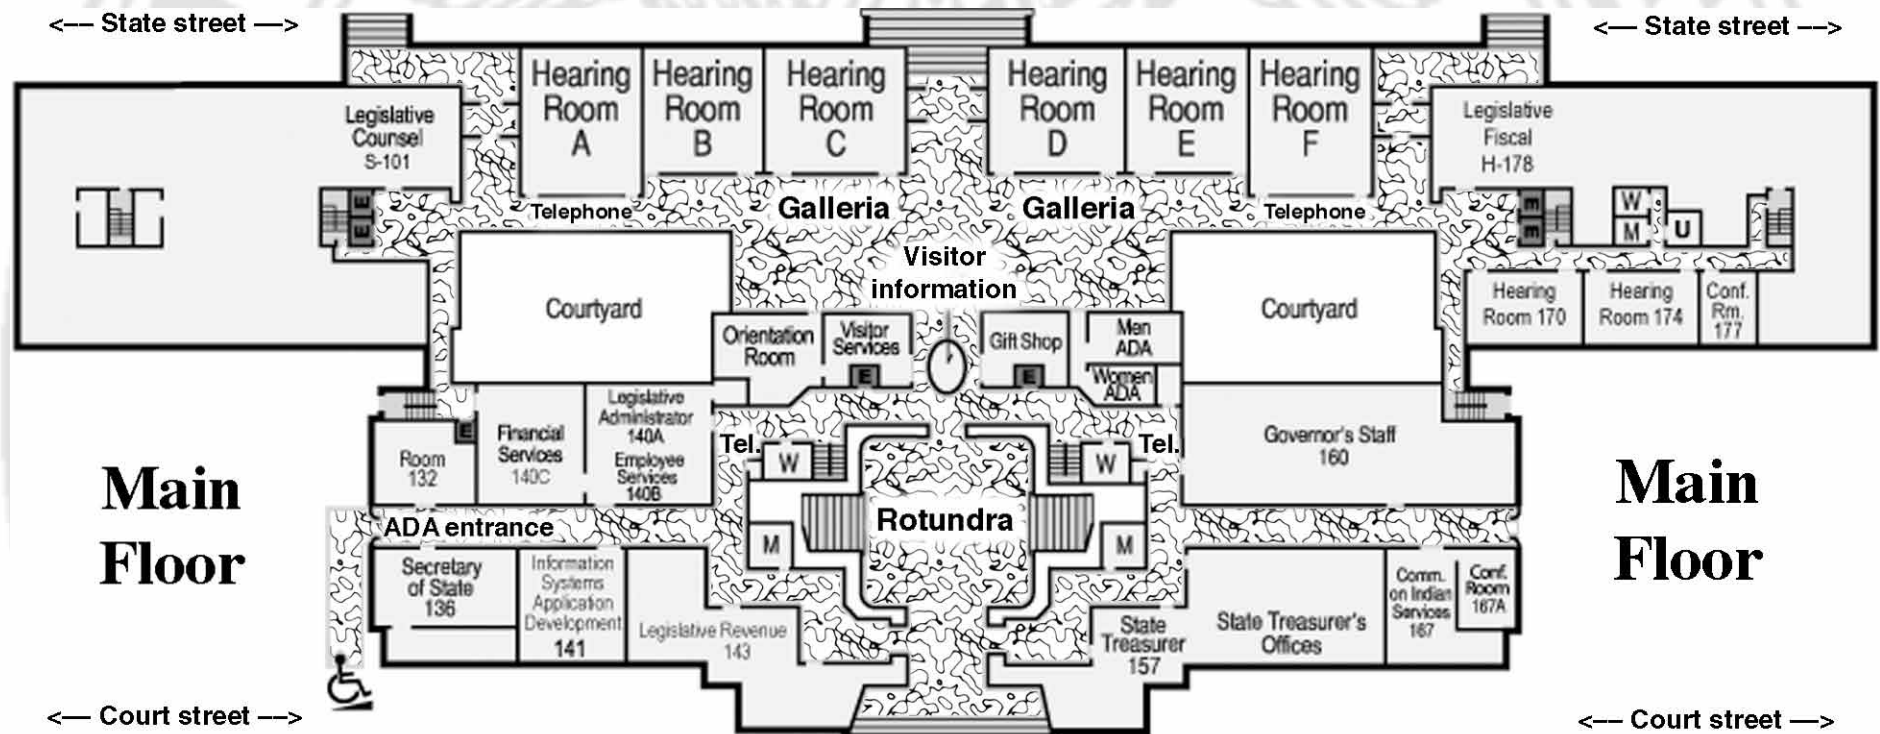 <-- State street -->
<-- State street -->
Hearing
Room
A
Hearing
Room
B
Hearing
Room
C
Hearing
Room
D
Hearing
Room
E
Hearing
Room
F
Legislative
Counsel
S-101
Legislative
Fiscal
H-178
E
E
E
E
W
M
U
Telephone
Galleria
Galleria
Telephone
Visitor
information
Courtyard
Courtyard
Hearing
Room 170
Hearing
Room 174
Conf.
Rm.
177
Orientation
Room
Visitor
Services
E
Gift Shop
E
Men
ADA
Women
ADA
E
Room
132
Financial
Services
140C
Legislative
Administrator
140A
Employee
Services
140B
Tel.
W
W
Tel.
Governor's Staff
160
Main
Floor
Main
Floor
ADA entrance
Rotundra
M
M
Secretary
of State
136
Information
Systems
Application
Development
141
Legislative Revenue
143
State
Treasurer
157
State Treasurer's
Offices
Comm.
on Indian
Services
167
Conf.
Room
167A
<-- Court street -->
<-- Court street -->